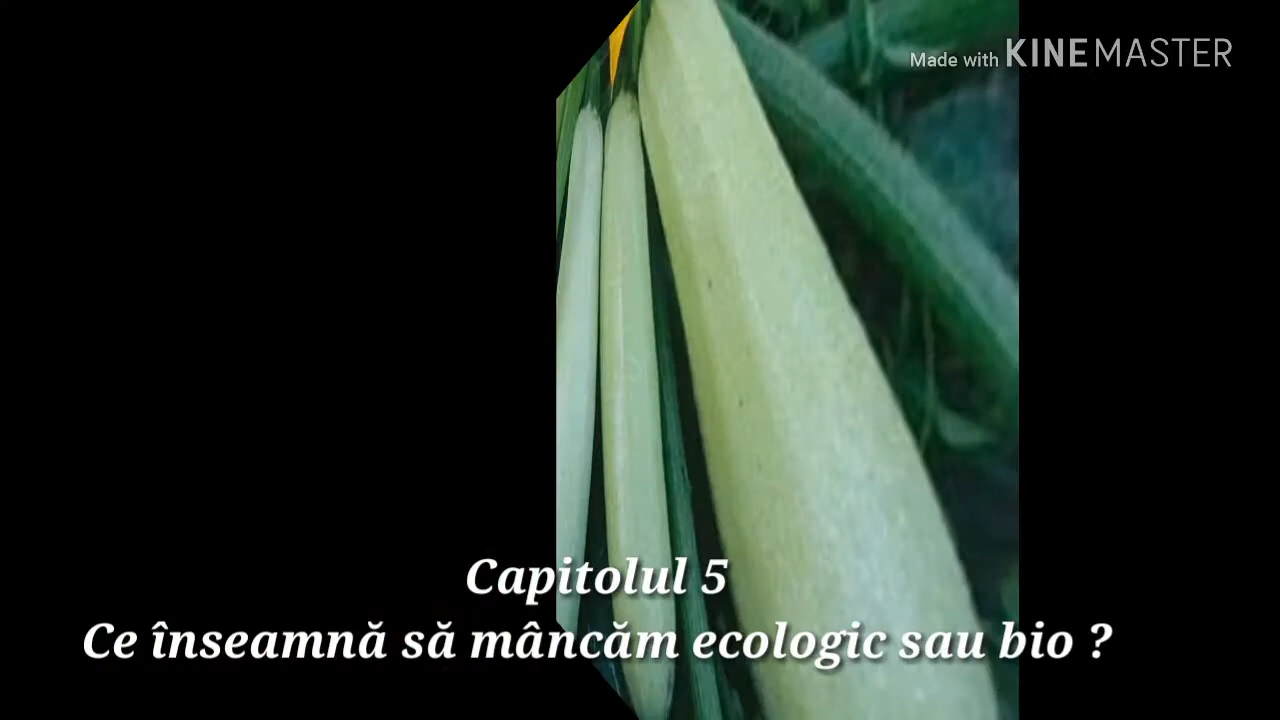 Made with KINEMASTER
Capitolul 5
Ce înseamnă să mâncăm ecologic sau bio ?